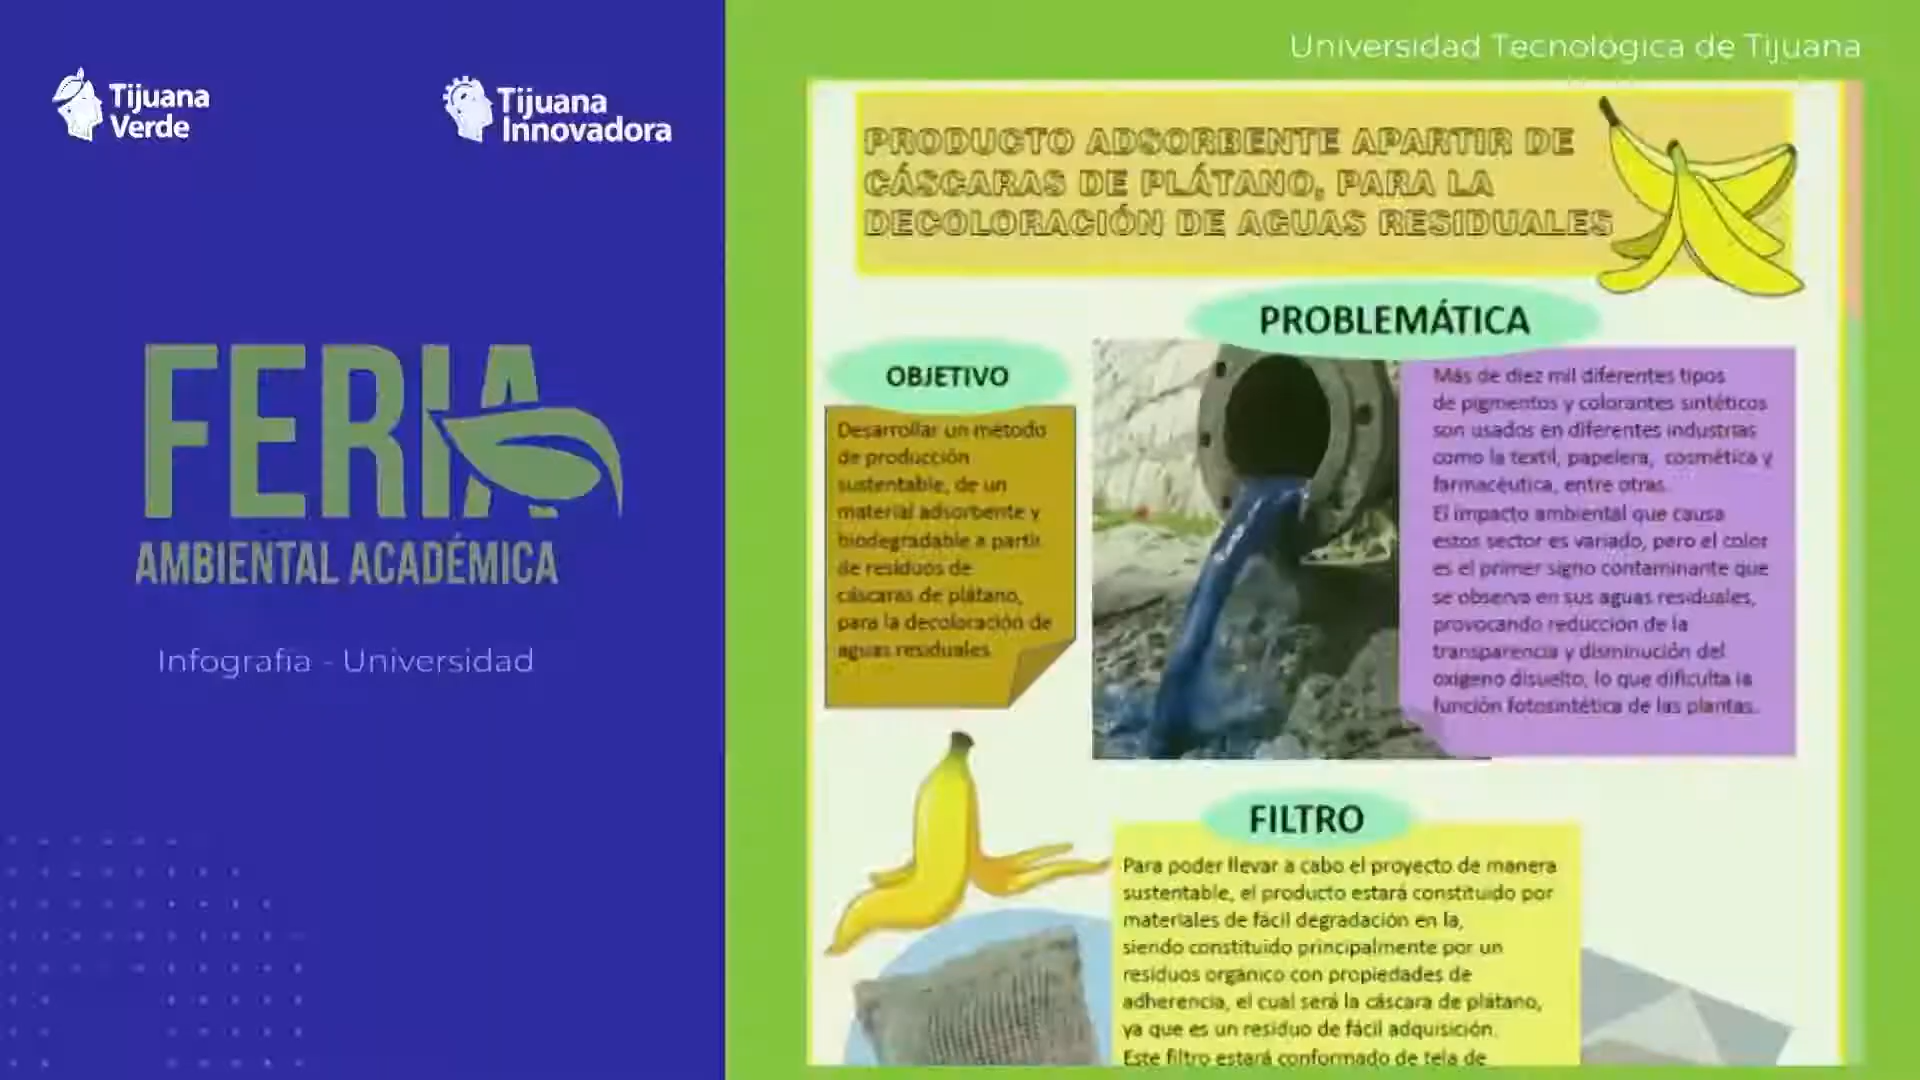 Tijuana
Verde
Tijuana
Innovadora
FERIA
AMBIENTAL ACADÉMICA
Infografía - Universidad
Universidad Tecnológica de Tijuana
PRODUCTO ADSORBENTE APARTIR DE
CÁSCARAS DE PLÁTANO, PARA LA
DECOLORACIÓN DE AGUAS RESIDUALES
OBJETIVO
Desarrollar un método
de producción
sustentable, de un
material adsorbente y
biodegradable a partir
de residuos de
cáscaras de plátano,
para la decoloración de
aguas residuales
PROBLEMÁTICA
Más de diez mil diferentes tipos
de pigmentos y colorantes sintéticos
son usados en diferentes industrias
como la textil, papelera, cosmética y
farmacéutica, entre otras.
El impacto ambiental que causa
estos sector es variado, pero el color
es el primer signo contaminante que
se observa en sus aguas residuales,
provocando reducción de la
transparencia y disminución del
oxígeno disuelto, lo que dificulta la
función fotosintética de las plantas.
FILTRO
Para poder llevar a cabo el proyecto de manera
sustentable, el producto estará constituido por
materiales de fácil degradación en la,
siendo constituido principalmente por un
residuos orgánico con propiedades de
adherencia, el cual será la cáscara de plátano,
ya que es un residuo de fácil adquisición.
Este filtro estará conformado de tela de